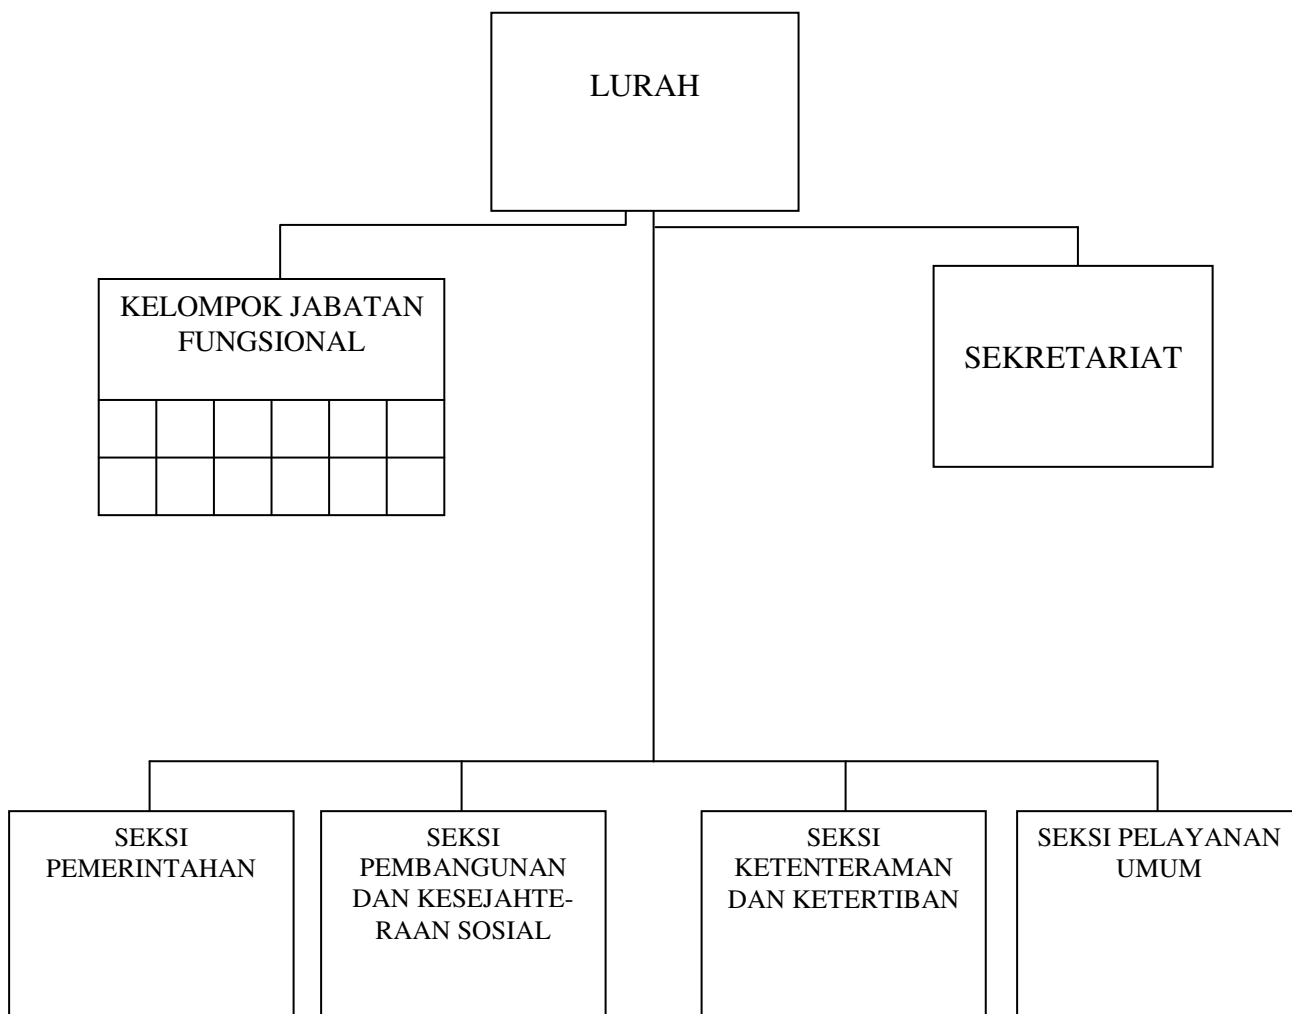 LURAH
KELOMPOK JABATAN
FUNGSIONAL
SEKRETARIAT
SEKSI
PEMERINTAHAN
SEKSI
PEMBANGUNAN
DAN KESEJAHTE-
RAAN SOSIAL
SEKSI
KETENTERAMAN
DAN KETERTIBAN
SEKSI PELAYANAN
UMUM